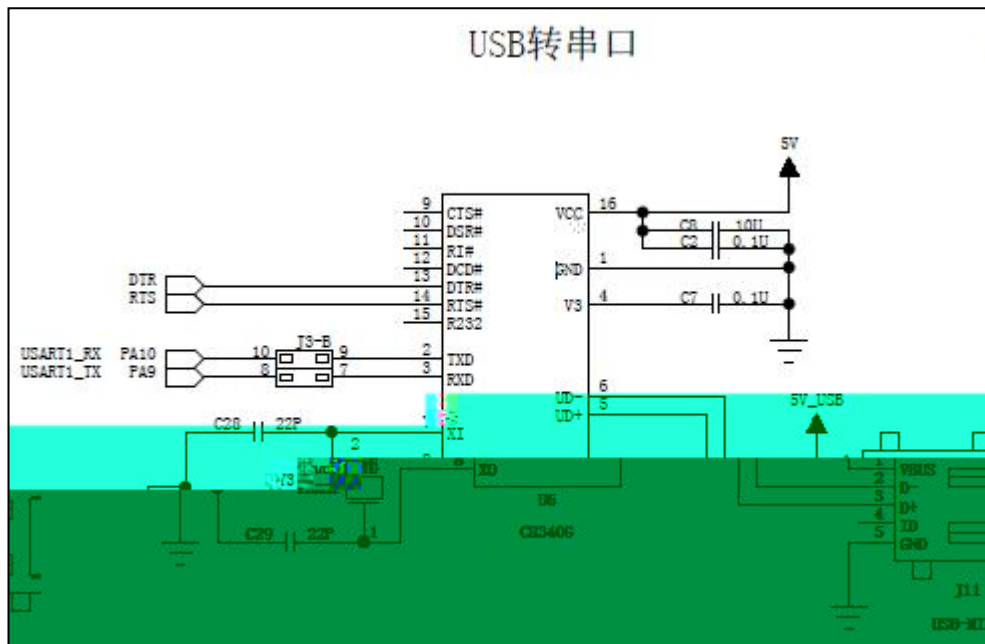 USB转串口
5V
9 CTS# VCC 16
10 DSR# C8 10U
11 RI# C2 0.1U
12 DCD# GND 1
DTR 13 DTR#
RTS 14 RTS# V3 4 C7 0.1U
15 R232
J3-B
USART1_RX PA10 10 9 2 TXD
USART1_TX PA9 8 7 3 RXD
UD- 6
UD+ 5
5V_USB
C28 22P XI
2
XO
1 VBUS
2 D-
3 D+
4 ID
5 GND
U6
CH340G
C29 22P 1
J11